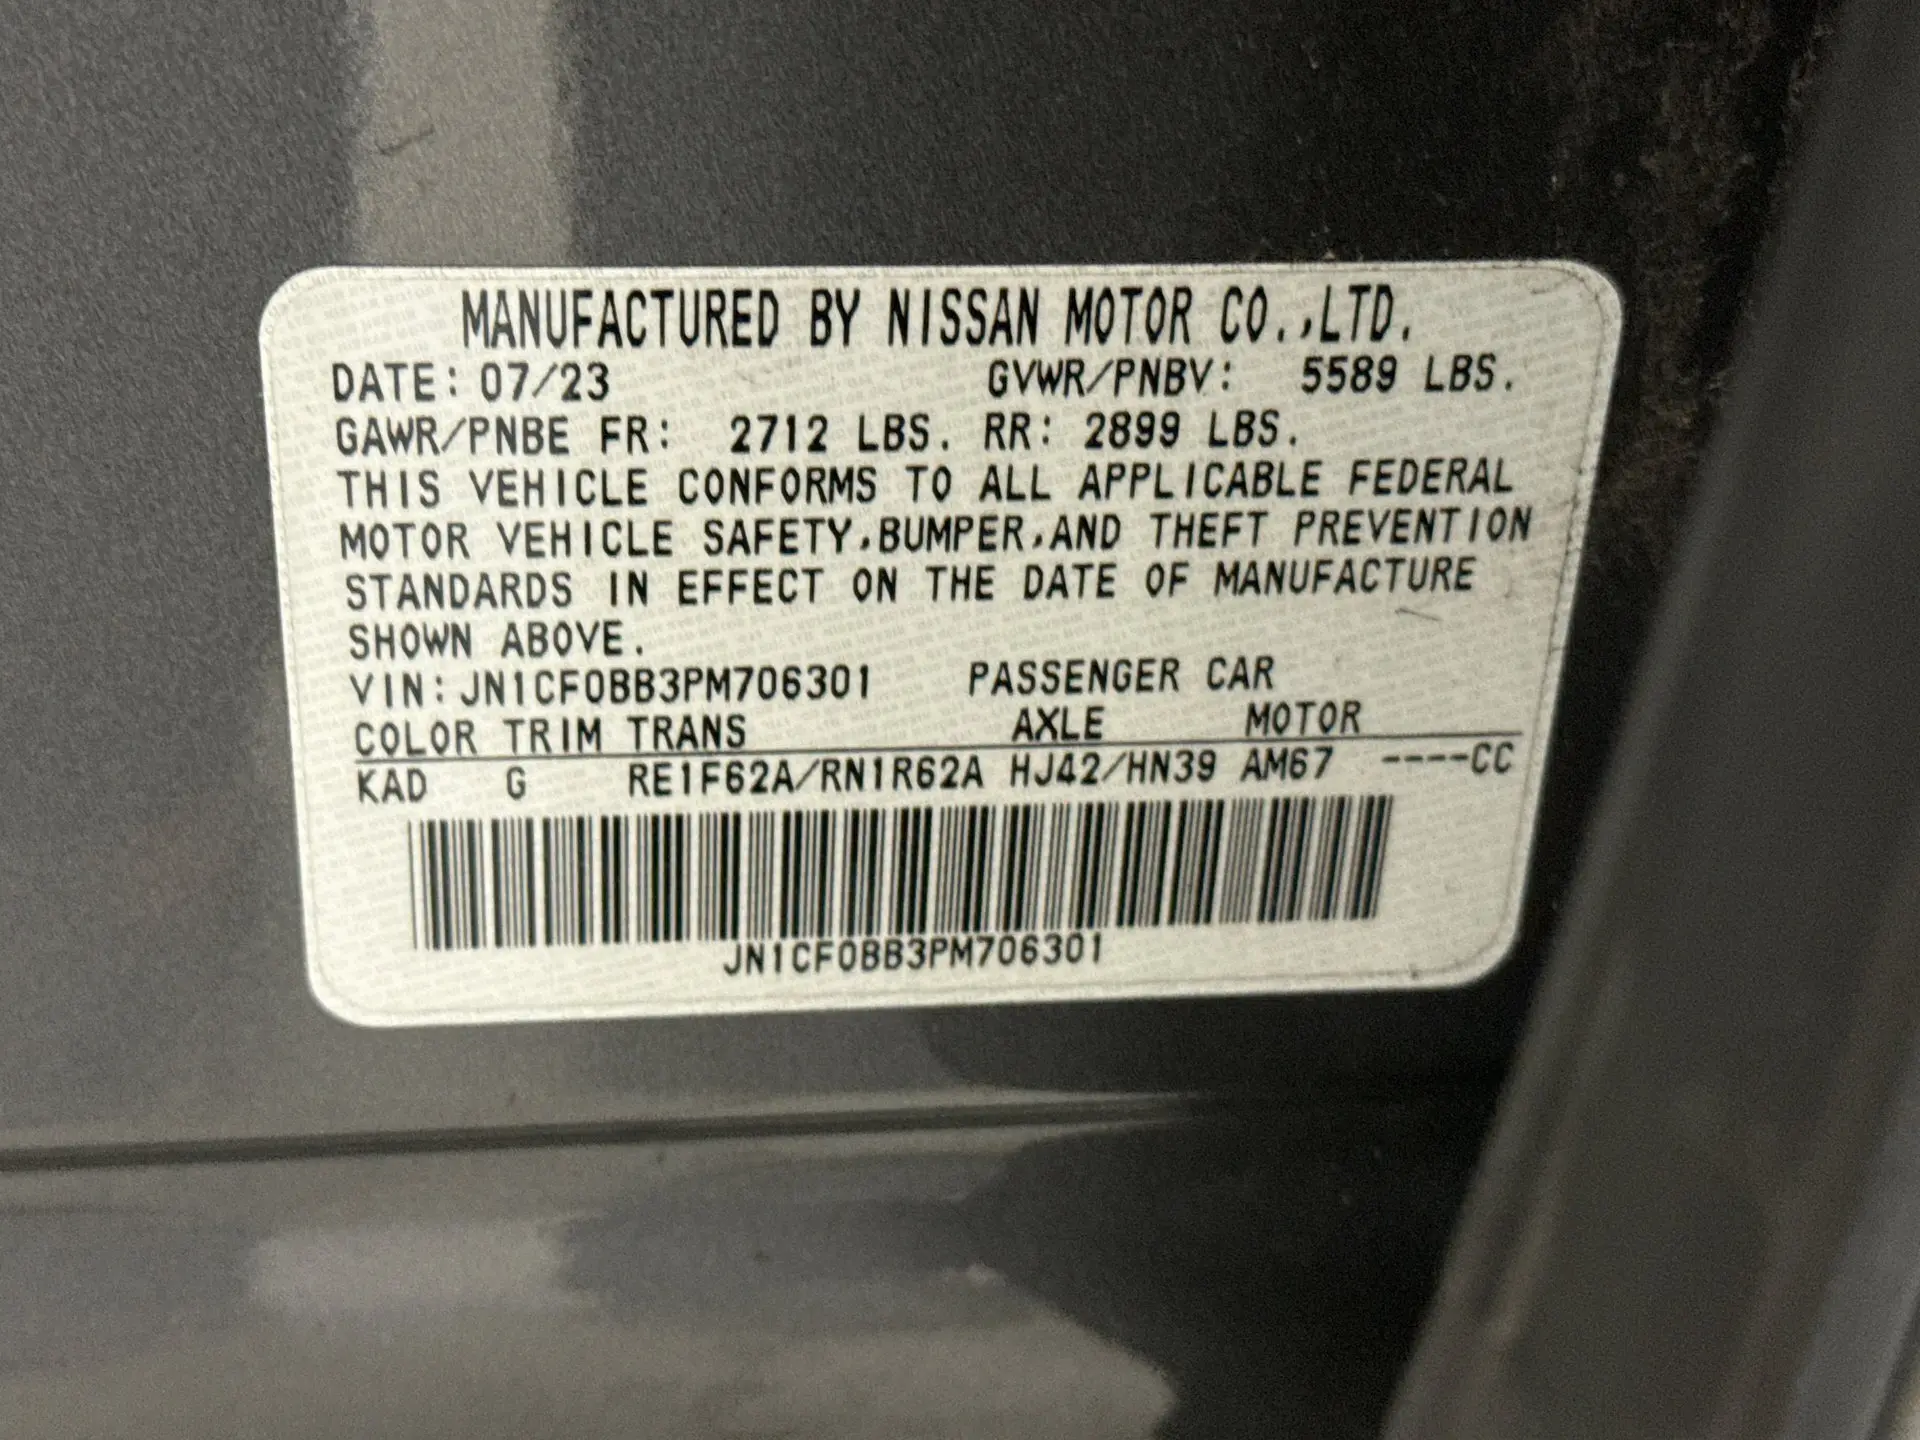 MANUFACTURED BY NISSAN MOTOR CO.,LTD.
DATE: 07/23 GVWR/PNBV: 5589 LBS.
GAWR/PNBE FR: 2712 LBS. RR: 2899 LBS.
THIS VEHICLE CONFORMS TO ALL APPLICABLE FEDERAL
MOTOR VEHICLE SAFETY,BUMPER,AND THEFT PREVENTION
STANDARDS IN EFFECT ON THE DATE OF MANUFACTURE
SHOWN ABOVE.
VIN:JN1CF0BB3PM706301 PASSENGER CAR
COLOR TRIM TRANS AXLE MOTOR
KAD G RE1F62A/RN1R62A HJ42/HN39 AM67 ----CC
JN1CF0BB3PM706301